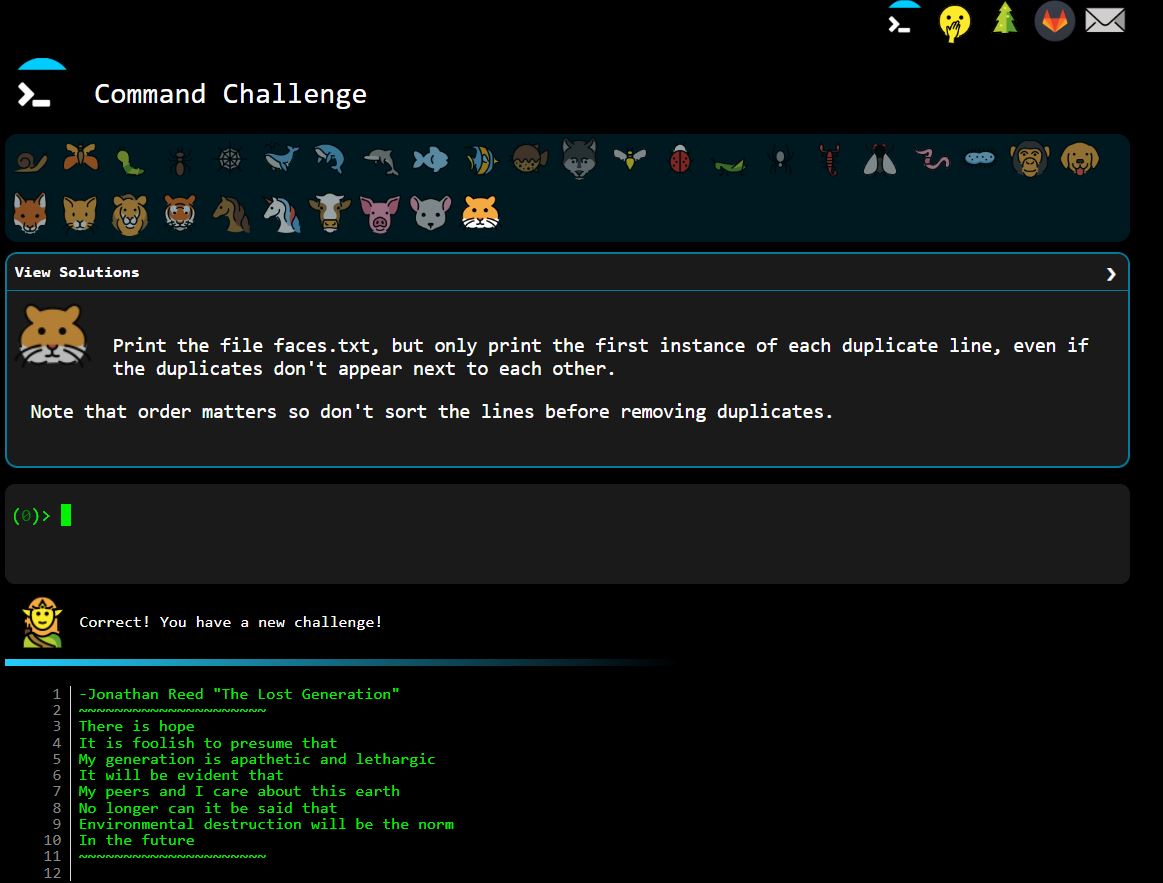 Command Challenge
View Solutions
Print the file faces.txt, but only print the first instance of each duplicate line, even if
the duplicates don't appear next to each other.
Note that order matters so don't sort the lines before removing duplicates.
(0)>
Correct! You have a new challenge!
1 -Jonathan Reed "The Lost Generation"
2 ~~~~~~~~~~~~~~~~~~~~~
3 There is hope
4 It is foolish to presume that
5 My generation is apathetic and lethargic
6 It will be evident that
7 My peers and I care about this earth
8 No longer can it be said that
9 Environmental destruction will be the norm
10 In the future
11 ~~~~~~~~~~~~~~~~~~~~~
12